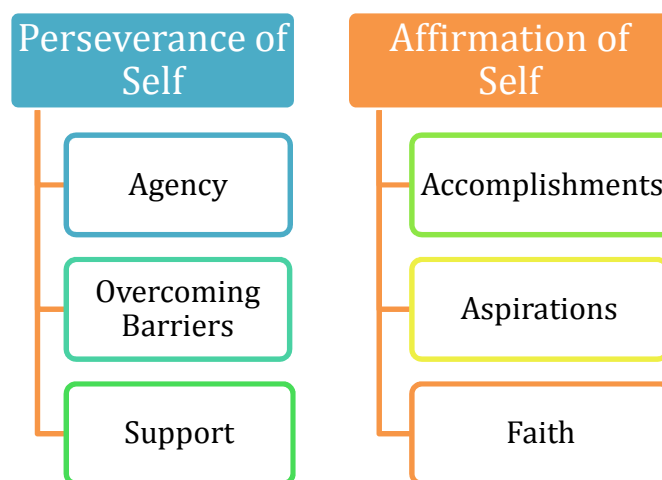 Perseverance of
Self
Agency
Overcoming
Barriers
Support
Affirmation of
Self
Accomplishments
Aspirations
Faith